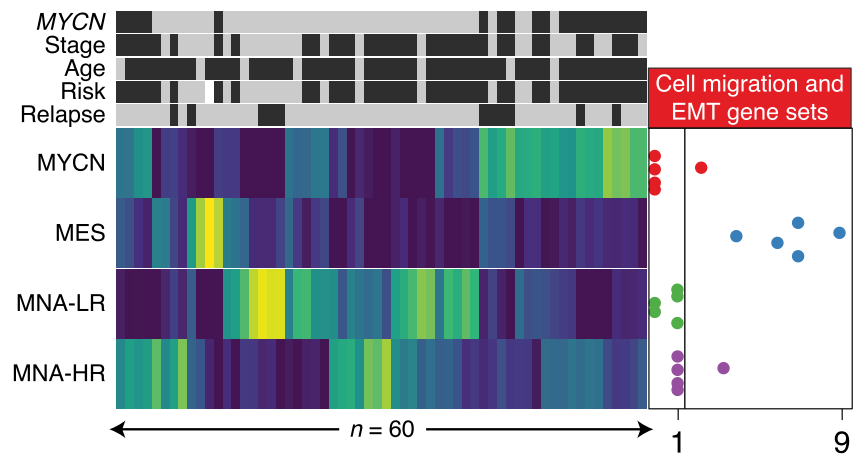 MYCN
Stage
Age
Risk
Relapse
Cell migration and
EMT gene sets
MYCN
MES
MNA-LR
MNA-HR
n = 60
1
9